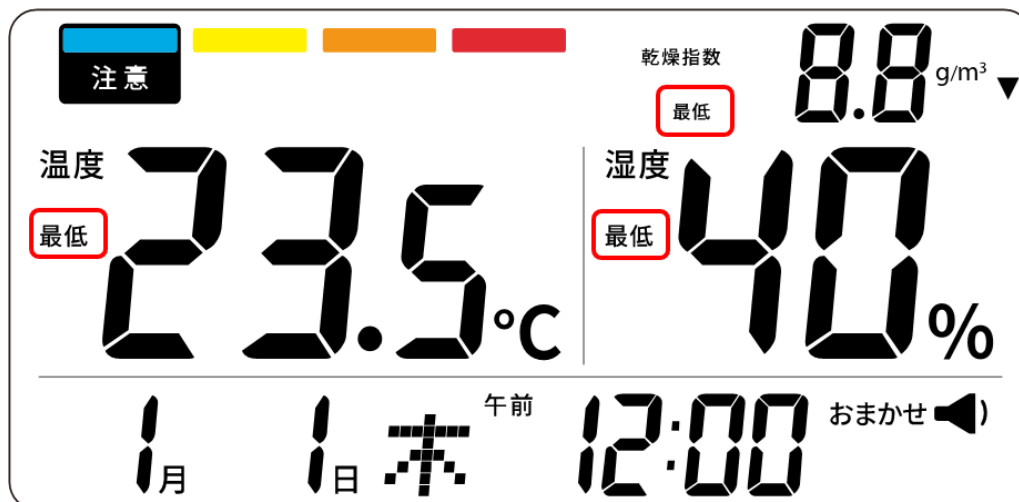 注意
乾燥指数
最低
8.8 g/m³ ▼
温度
最低
23.5 ℃
湿度
最低
40 %
1月 1日 木 午前 12:00 おまかせ